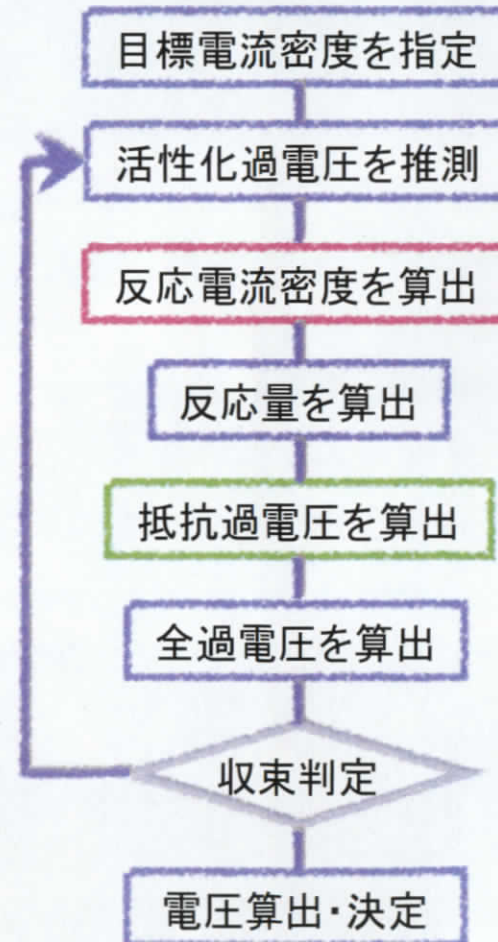 目標電流密度を指定
活性化過電圧を推測
反応電流密度を算出
反応量を算出
抵抗過電圧を算出
全過電圧を算出
収束判定
電圧算出・決定